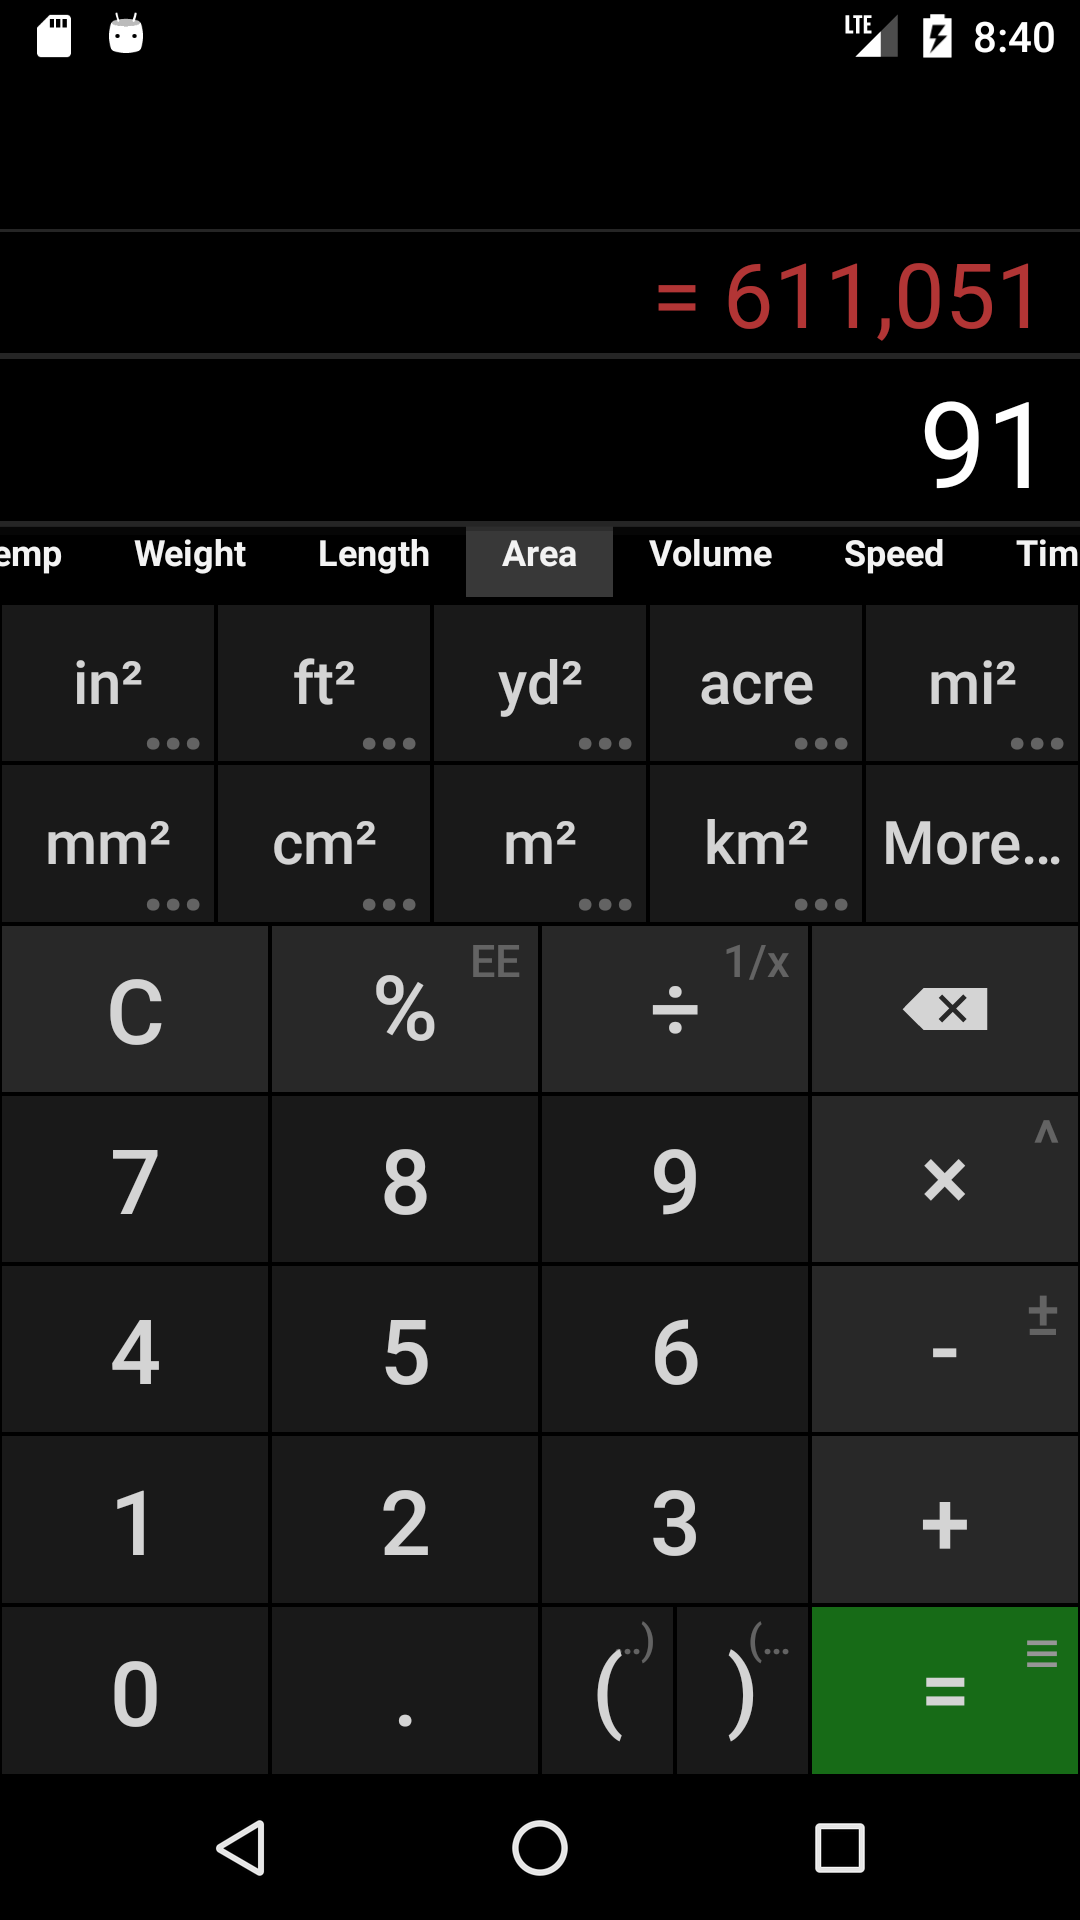 LTE 8:40
= 611,051
91
emp Weight Length Area Volume Speed Tim
in² ft² yd² acre mi²
mm² cm² m² km² More...
C % EE ÷ 1/x
7 8 9 × ^
4 5 6 - ±
1 2 3 +
0 . ( ..) ) (... =